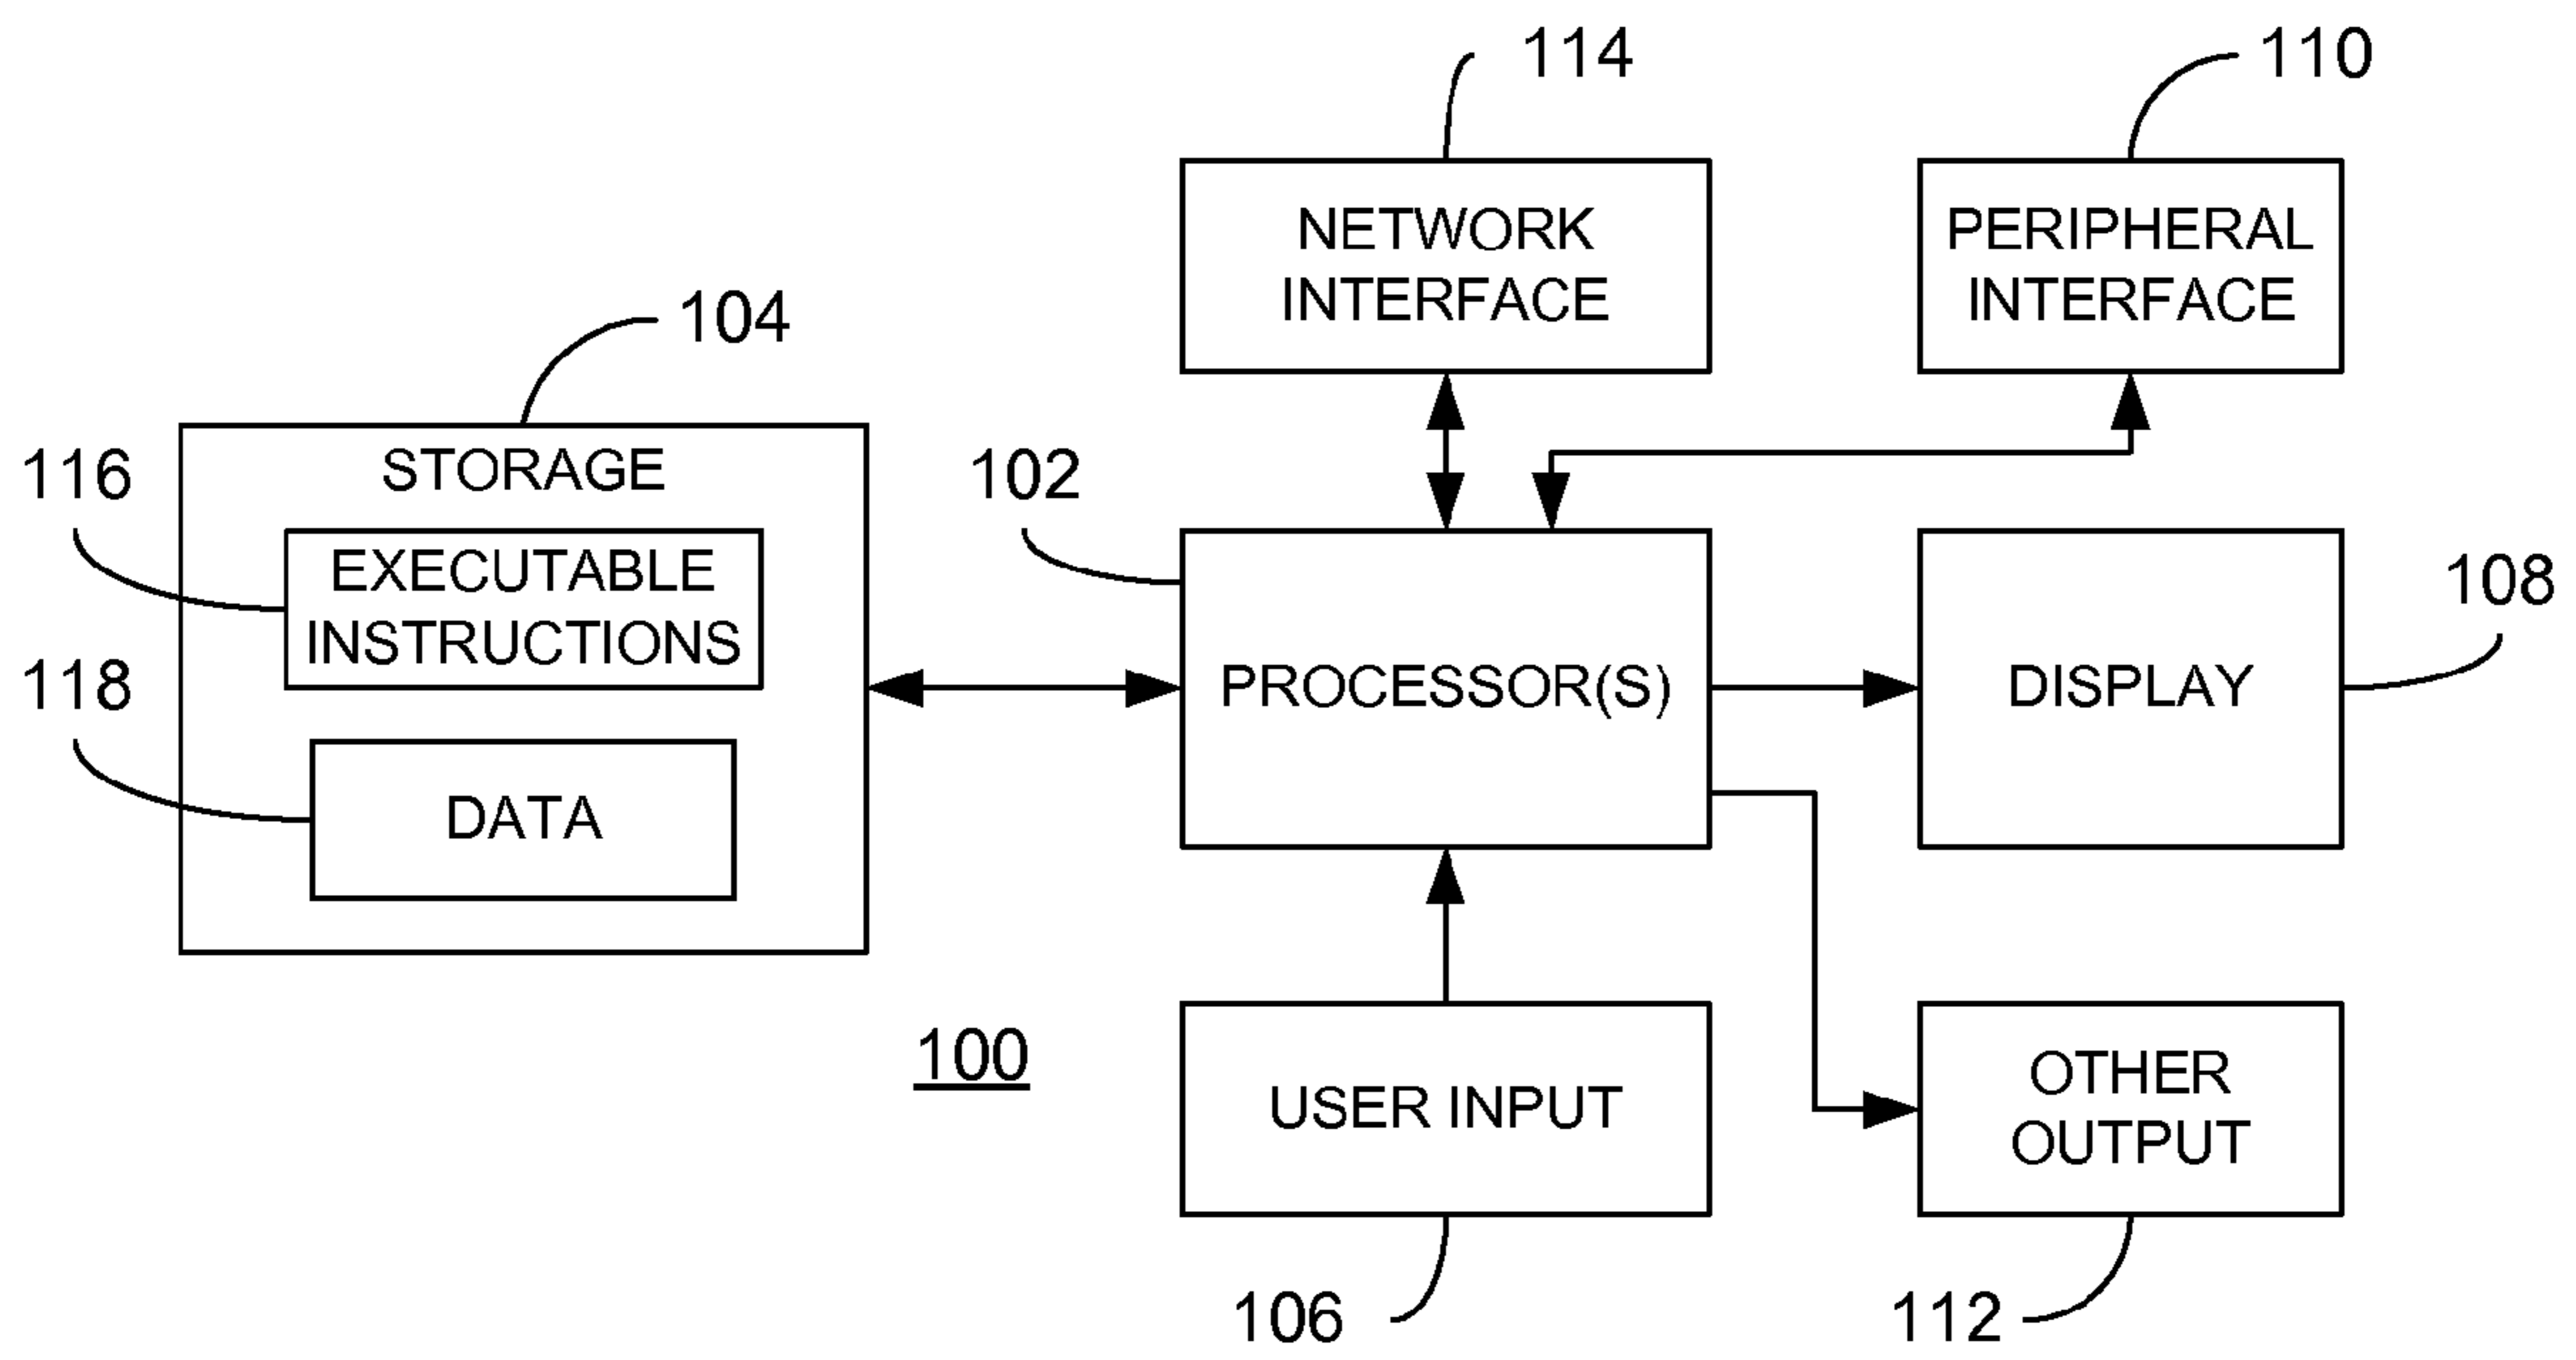 114
110
NETWORK
INTERFACE
PERIPHERAL
INTERFACE
104
116
STORAGE
102
EXECUTABLE
INSTRUCTIONS
108
118
PROCESSOR(S)
DISPLAY
DATA
100
USER INPUT
OTHER
OUTPUT
106
112